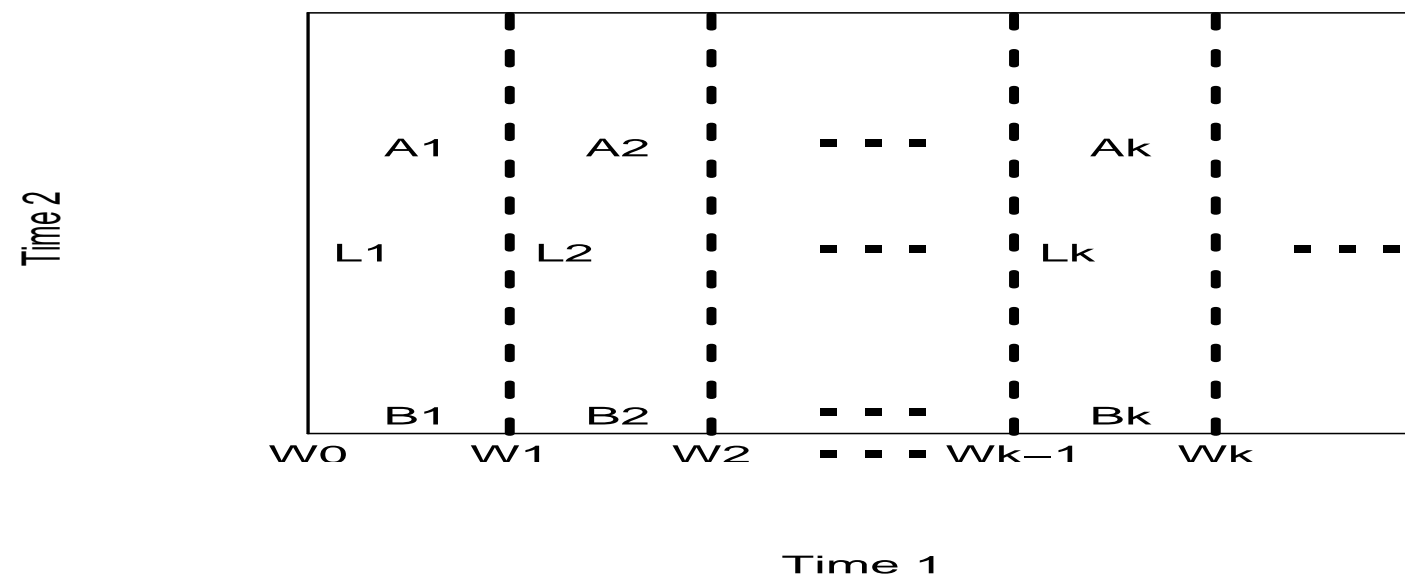 A1 A2 - - - Ak
Time 2
L1 L2 - - - Lk - - -
B1 B2 - - - Bk
W0 W1 W2 - - - Wk−1 Wk
Time 1